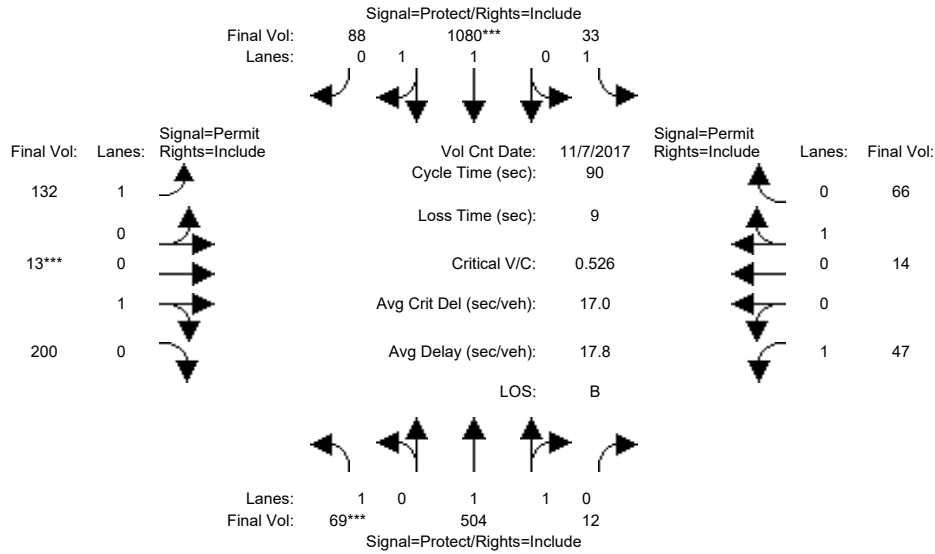 Signal=Protect/Rights=Include
Final Vol: 88 1080*** 33
Lanes: 0 1 1 0 1
Signal=Permit Signal=Permit
Final Vol: Lanes: Rights=Include Vol Cnt Date: 11/7/2017 Rights=Include Lanes: Final Vol:
Cycle Time (sec): 90
132 1 0 66
Loss Time (sec): 9
0 1
13*** 0 Critical V/C: 0.526 0 14
1 Avg Crit Del (sec/veh): 17.0 0
200 0 Avg Delay (sec/veh): 17.8 1 47
LOS: B
Lanes: 1 0 1 1 0
Final Vol: 69*** 504 12
Signal=Protect/Rights=Include